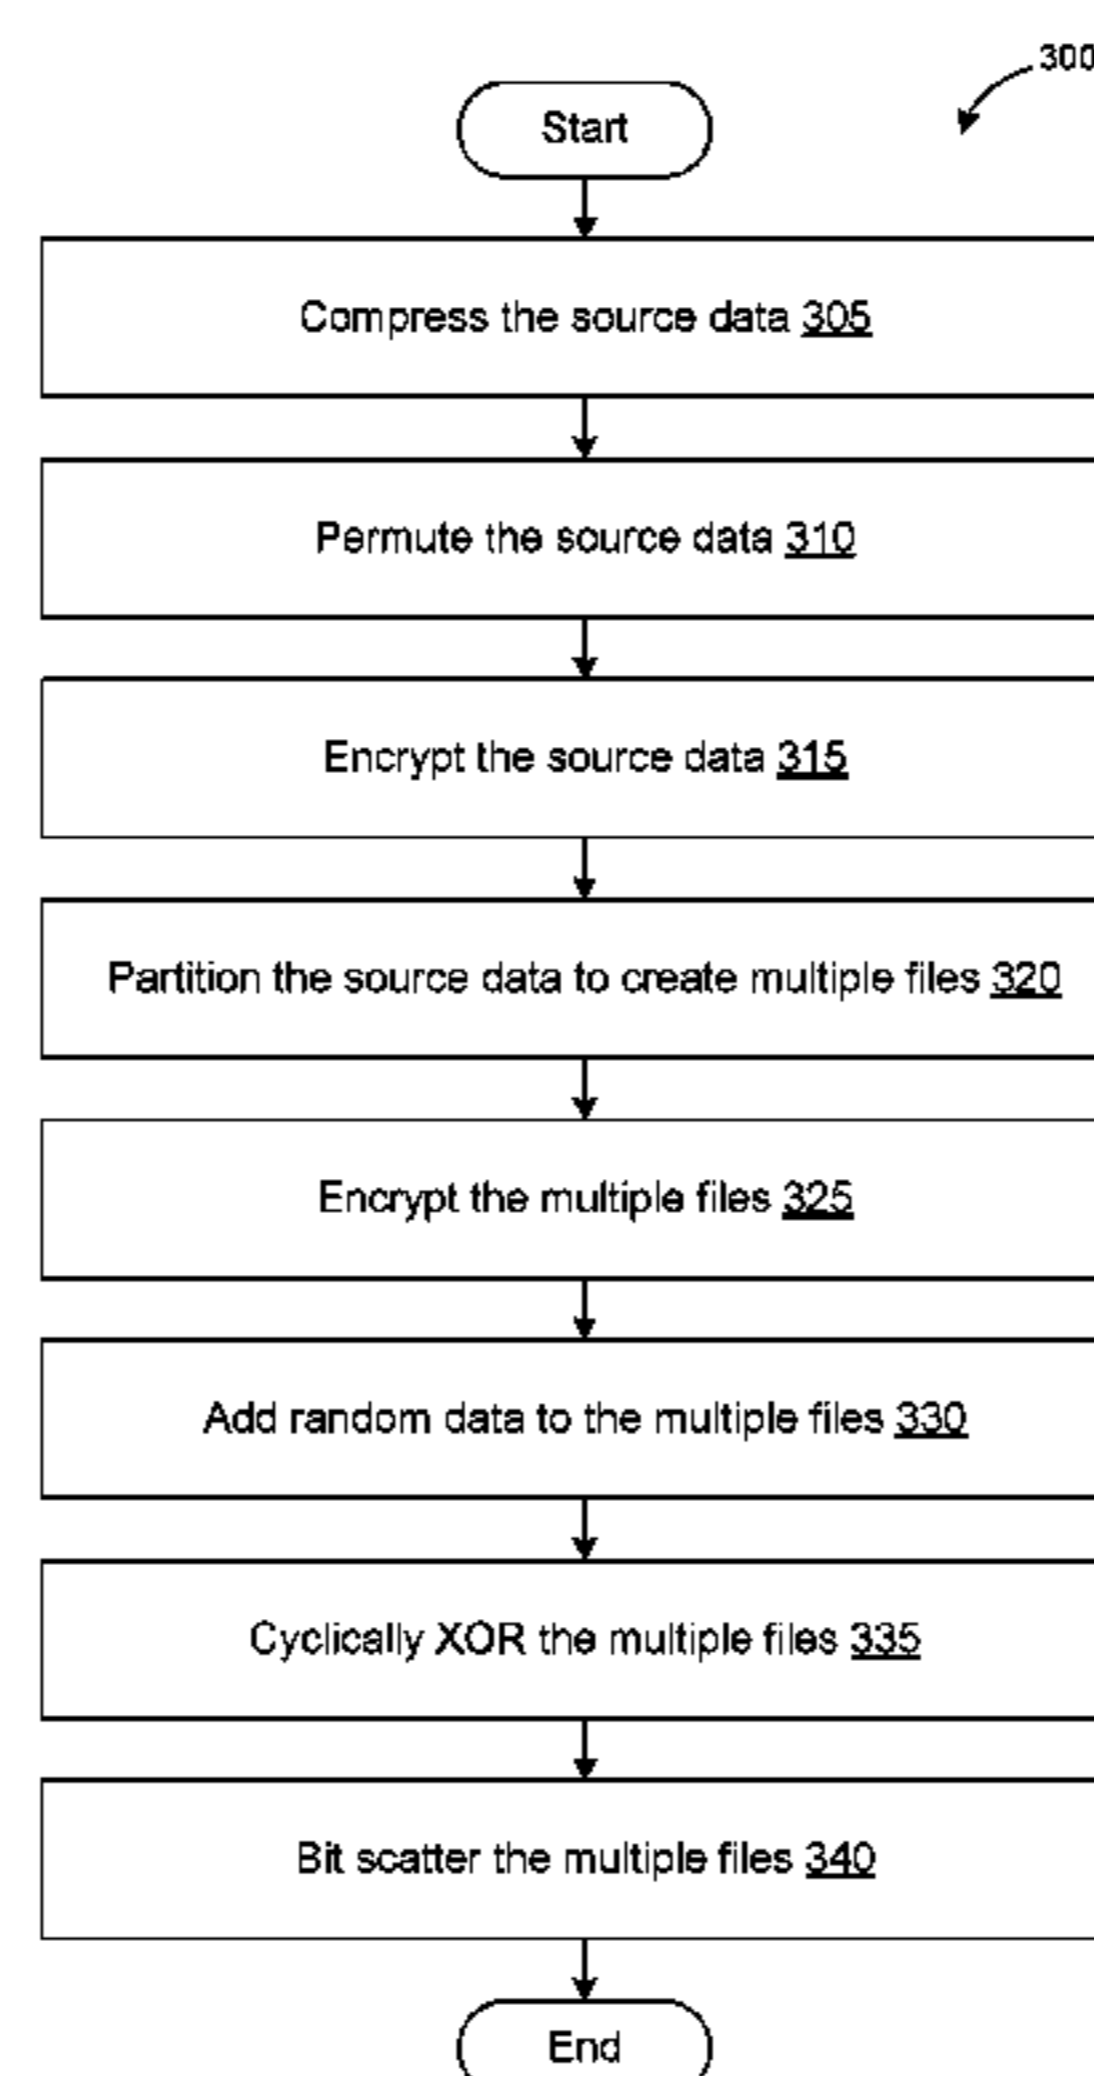 300
Start
Compress the source data 305
Permute the source data 310
Encrypt the source data 315
Partition the source data to create multiple files 320
Encrypt the multiple files 325
Add random data to the multiple files 330
Cyclically XOR the multiple files 335
Bit scatter the multiple files 340
End